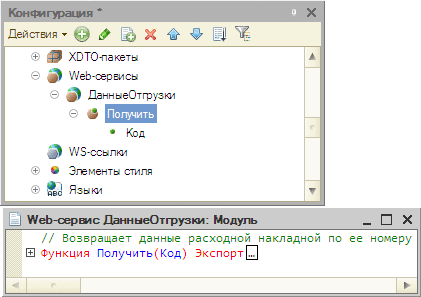 Конфигурация *
Действия
XDTO-пакеты
Web-сервисы
ДанныеОтгрузки
Получить
Код
WS-ссылки
Элементы стиля
ABC Языки
Web-сервис ДанныеОтгрузки: Модуль
// Возвращает данные расходной накладной по ее номеру
Функция Получить(Код) Экспорт...